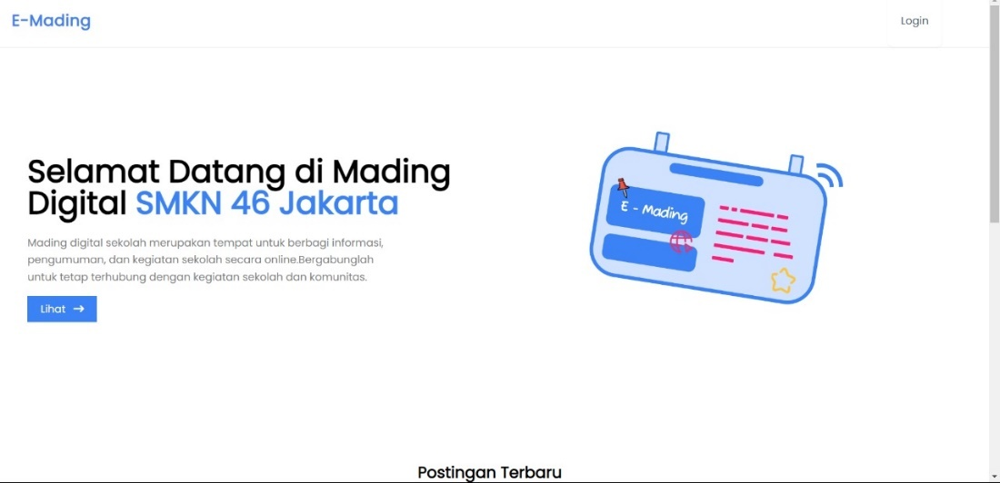 E-Mading
Login
Selamat Datang di Mading
Digital SMKN 46 Jakarta
Mading digital sekolah merupakan tempat untuk berbagi informasi,
pengumuman, dan kegiatan sekolah secara online.Bergabunglah
untuk tetap terhubung dengan kegiatan sekolah dan komunitas.
Lihat →
E - Mading
Postingan Terbaru